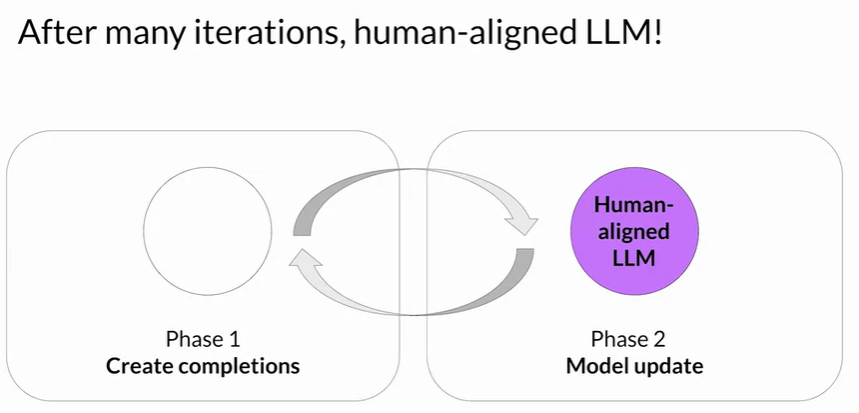 After many iterations, human-aligned LLM!
Human-
aligned
LLM
Phase 1
Create completions
Phase 2
Model update